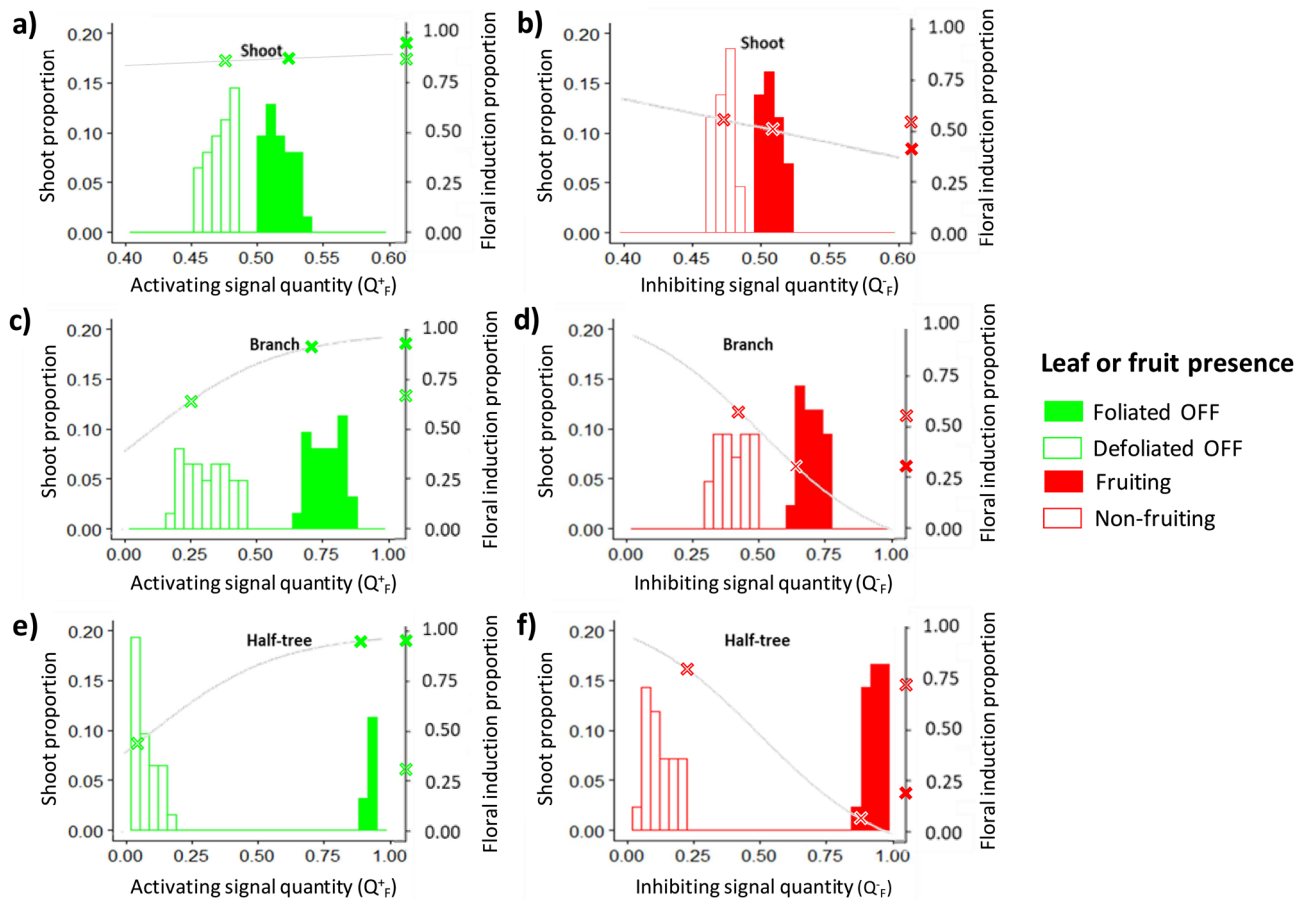 a)
Shoot
Shoot proportion
0.20
0.15
0.10
0.05
0.00
0.40
0.45
0.50
0.55
0.60
Activating signal quantity (Q⁺F)
1.00
0.75
0.50
0.25
0.00
Floral induction proportion
b)
Shoot
Shoot proportion
0.20
0.15
0.10
0.05
0.00
0.40
0.45
0.50
0.55
0.60
Inhibiting signal quantity (Q⁻F)
1.00
0.75
0.50
0.25
0.00
Floral induction proportion
c)
Branch
Shoot proportion
0.20
0.15
0.10
0.05
0.00
0.00
0.25
0.50
0.75
1.00
Activating signal quantity (Q⁺F)
1.00
0.75
0.50
0.25
0.00
Floral induction proportion
d)
Branch
Shoot proportion
0.20
0.15
0.10
0.05
0.00
0.00
0.25
0.50
0.75
1.00
Inhibiting signal quantity (Q⁻F)
1.00
0.75
0.50
0.25
0.00
Floral induction proportion
Leaf or fruit presence
Foliated OFF
Defoliated OFF
Fruiting
Non-fruiting
e)
Half-tree
Shoot proportion
0.20
0.15
0.10
0.05
0.00
0.00
0.25
0.50
0.75
1.00
Activating signal quantity (Q⁺F)
1.00
0.75
0.50
0.25
0.00
Floral induction proportion
f)
Half-tree
Shoot proportion
0.20
0.15
0.10
0.05
0.00
0.00
0.25
0.50
0.75
1.00
Inhibiting signal quantity (Q⁻F)
1.00
0.75
0.50
0.25
0.00
Floral induction proportion